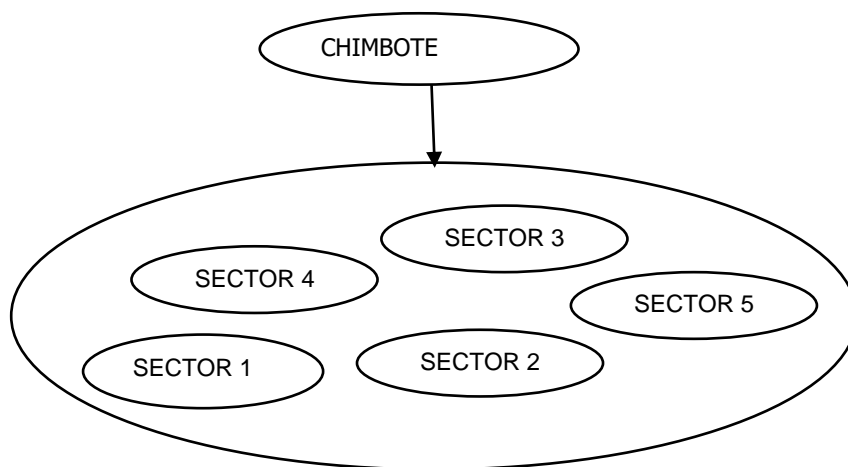 CHIMBOTE
SECTOR 3
SECTOR 4
SECTOR 5
SECTOR 2
SECTOR 1